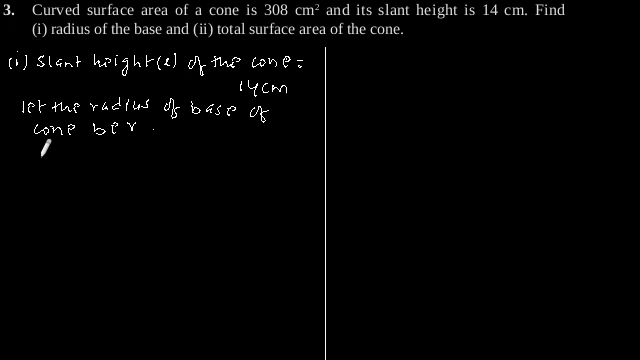 3. Curved surface area of a cone is 308 cm² and its slant height is 14 cm. Find
(i) radius of the base and (ii) total surface area of the cone.
(i) Slant height(l) of the cone =
14cm
let the radius of base of
cone be r.